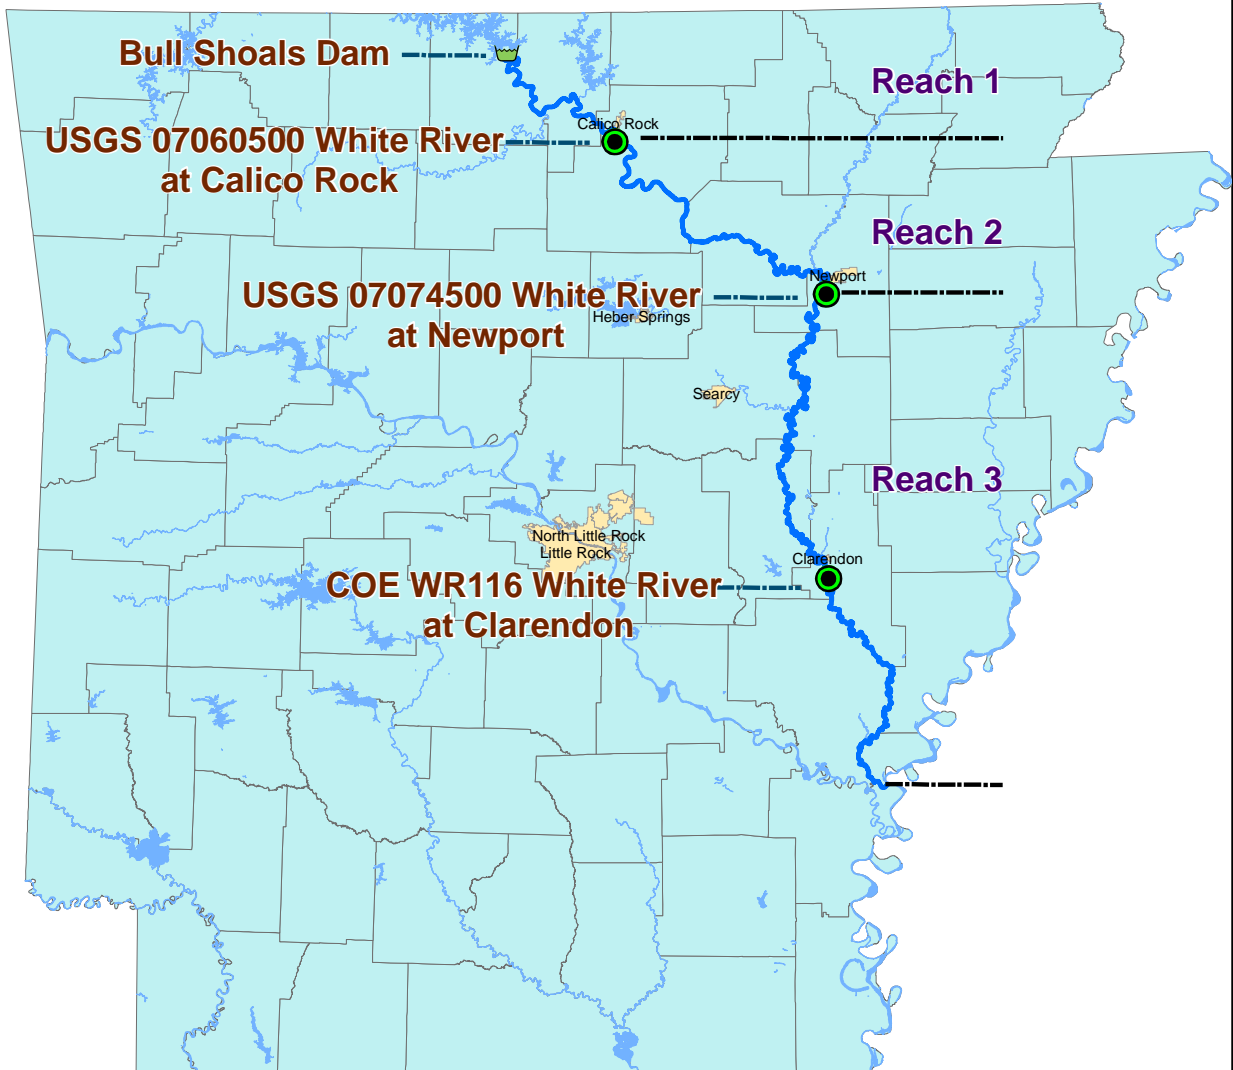 Bull Shoals Dam
Reach 1
Calico Rock
USGS 07060500 White River
at Calico Rock
Reach 2
Newport
USGS 07074500 White River
at Newport
Heber Springs
Searcy
Reach 3
North Little Rock
Little Rock
Clarendon
COE WR116 White River
at Clarendon